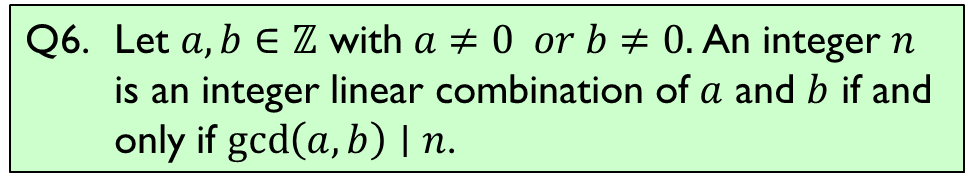 Q6. Let 𝑎, 𝑏 ∈ ℤ with 𝑎 ≠ 0 𝑜𝑟 𝑏 ≠ 0. An integer 𝑛
is an integer linear combination of 𝑎 and 𝑏 if and
only if gcd(𝑎, 𝑏) | 𝑛.